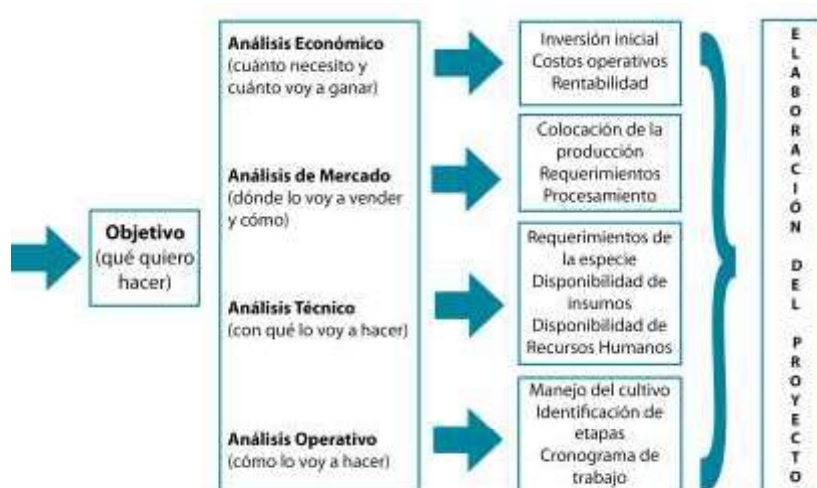 Objetivo
(qué quiero
hacer)
Análisis Económico
(cuánto necesito y
cuánto voy a ganar)
Análisis de Mercado
(dónde lo voy a vender
y cómo)
Análisis Técnico
(con qué lo voy a hacer)
Análisis Operativo
(cómo lo voy a hacer)
Inversión inicial
Costos operativos
Rentabilidad
Colocación de la
producción
Requerimientos
Procesamiento
Requerimientos de
la especie
Disponibilidad de
insumos
Disponibilidad de
Recursos Humanos
Manejo del cultivo
Identificación de
etapas
Cronograma de
trabajo
ELABORACIÓN DEL PROYECTO